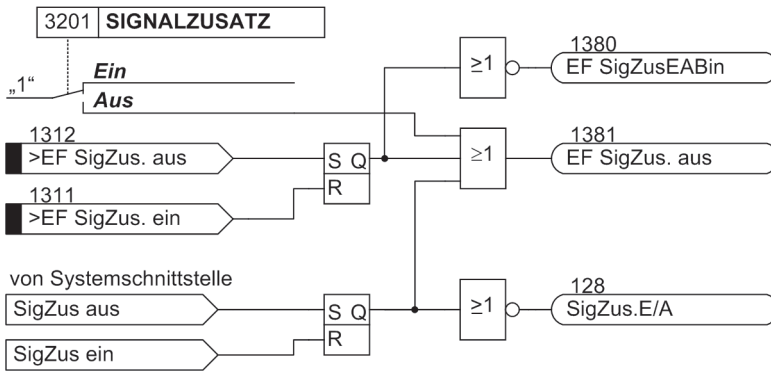 3201 SIGNALZUSATZ
„1“
Ein
Aus
≥1
1380
EF SigZusEABin
1312
>EF SigZus. aus
S Q
R
≥1
1381
EF SigZus. aus
1311
>EF SigZus. ein
von Systemschnittstelle
SigZus aus
S Q
R
≥1
128
SigZus.E/A
SigZus ein